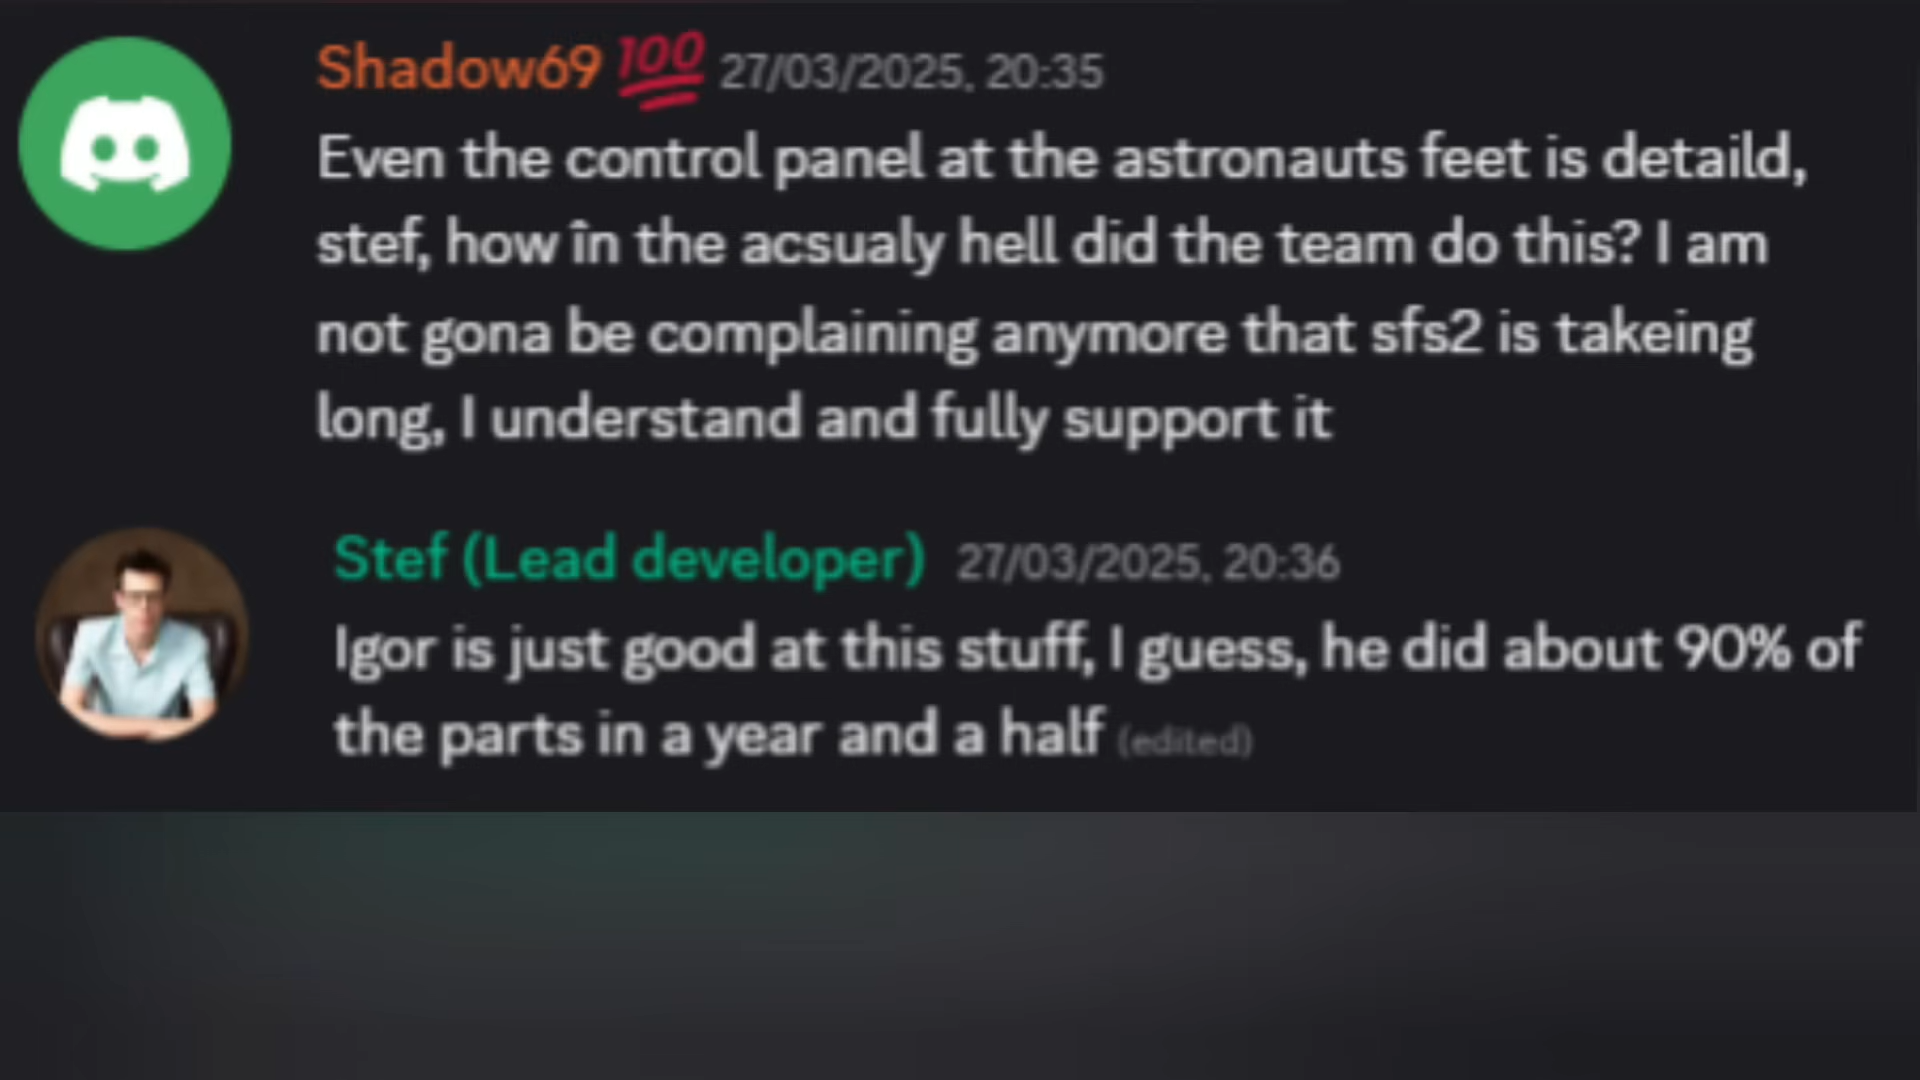 Shadow69 💯 27/03/2025, 20:35
Even the control panel at the astronauts feet is detaild,
stef, how în the acsualy hell did the team do this? I am
not gona be complaining anymore that sfs2 is takeing
long, I understand and fully support it
Stef (Lead developer) 27/03/2025, 20:36
Igor is just good at this stuff, I guess, he did about 90% of
the parts in a year and a half (edited)